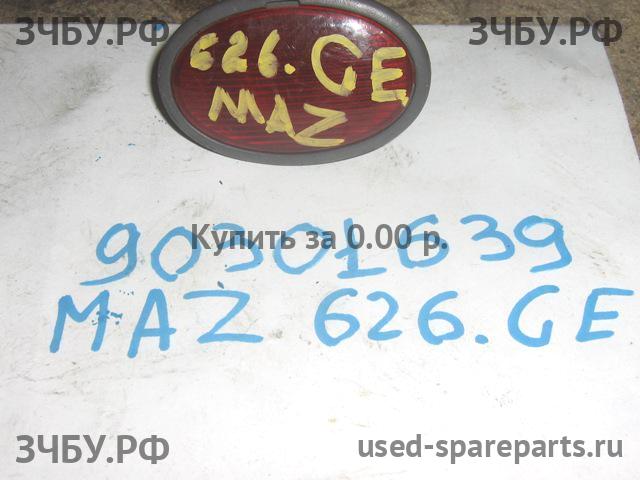 ЗЧБУ.РФ
ЗЧБУ.РФ
626.GE
MAZ
Купить за 0.00 р.
90301639
MAZ 626.GE
ЗЧБУ.РФ
used-spareparts.ru